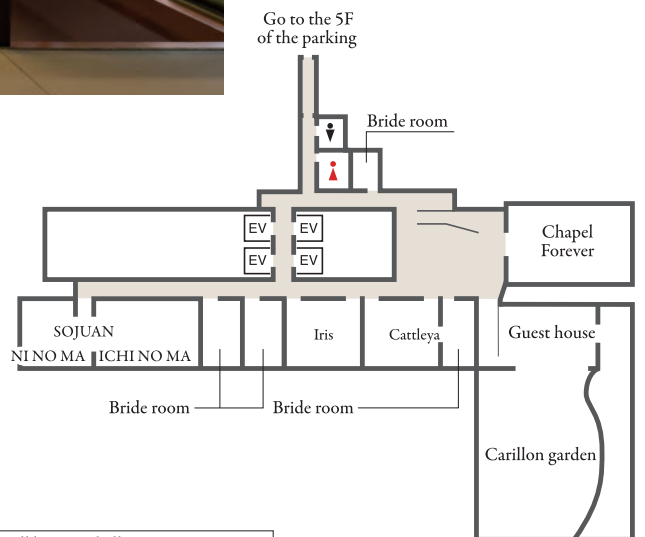 Go to the 5F
of the parking
Bride room
EV EV
EV EV
Chapel
Forever
SOJUAN
NI NO MA ICHI NO MA
Iris
Cattleya
Guest house
Bride room
Bride room
Carillon garden